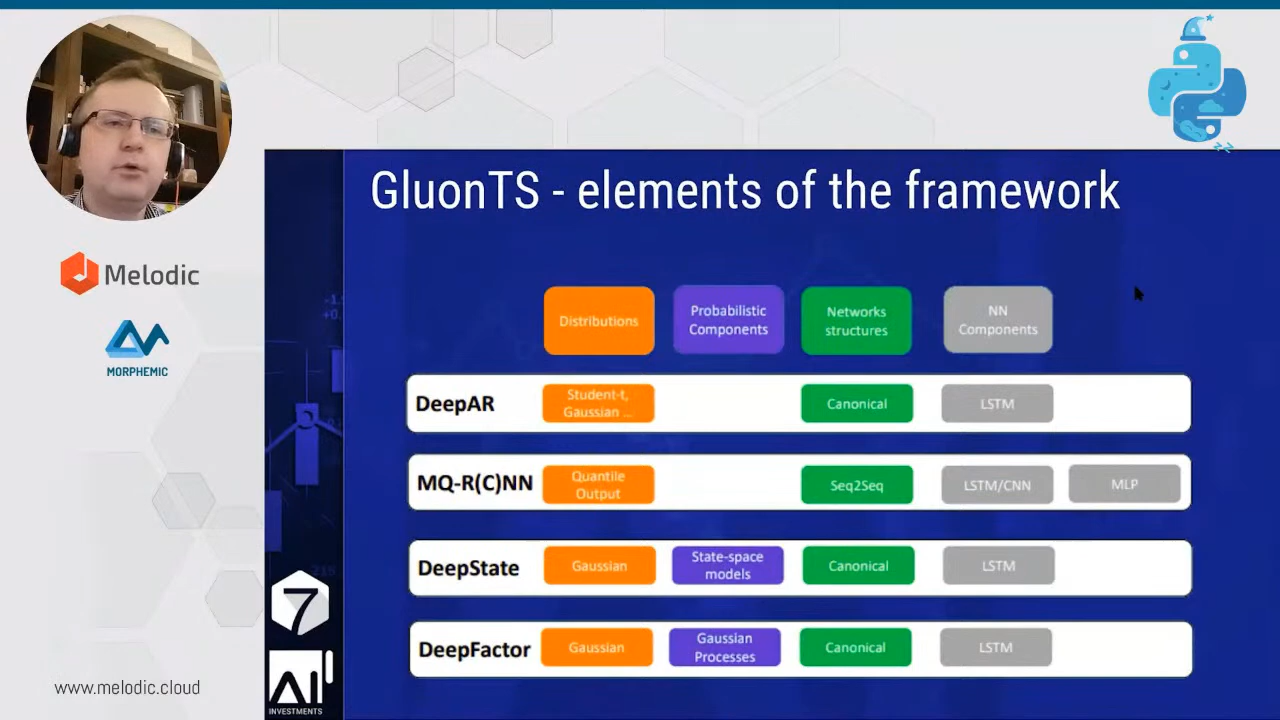 GluonTS - elements of the framework
Melodic
MORPHEMIC
Distributions
Probabilistic
Components
Networks
structures
NN
Components
DeepAR
Student-t,
Gaussian ...
Canonical
LSTM
MQ-R(C)NN
Quantile
Output
Seq2Seq
LSTM/CNN
MLP
DeepState
Gaussian
State-space
models
Canonical
LSTM
DeepFactor
Gaussian
Gaussian
Processes
Canonical
LSTM
7
AI
INVESTMENTS
www.melodic.cloud
zz